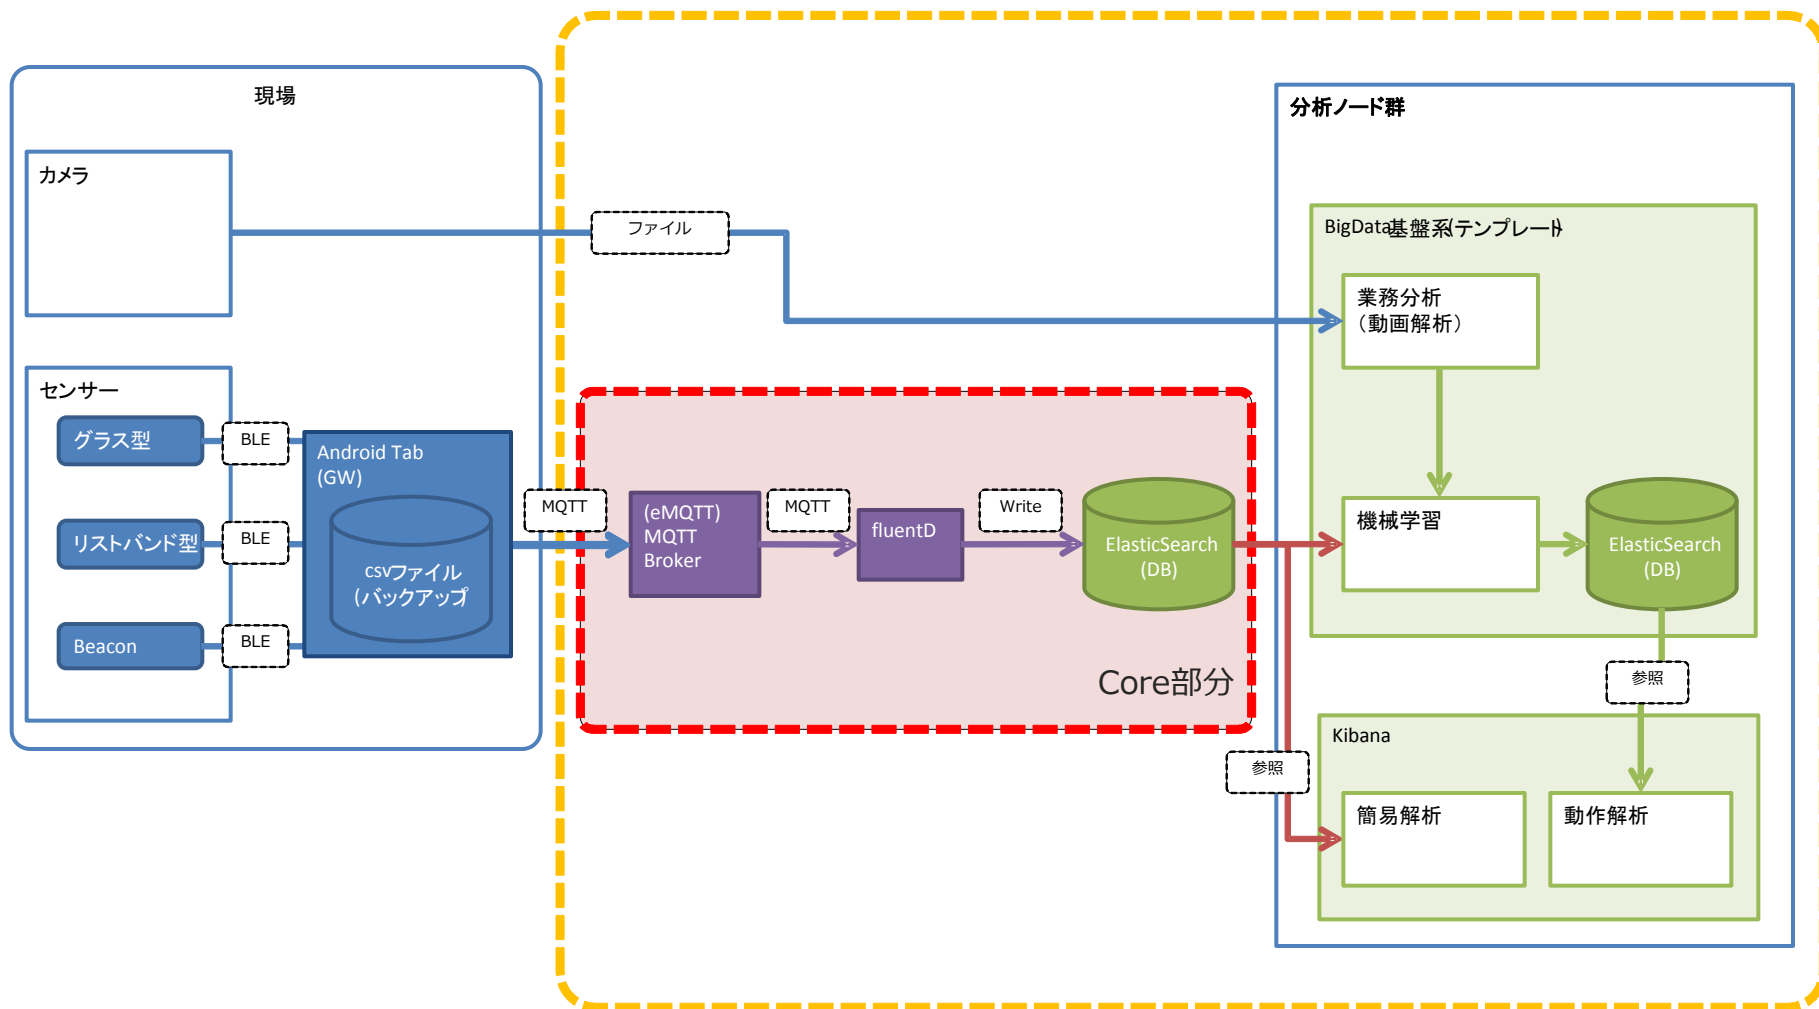 現場
カメラ
センサー
グラス型
BLE
リストバンド型
BLE
Beacon
BLE
Android Tab
(GW)
csvファイル
(バックアップ)
ファイル
MQTT
(eMQTT)
MQTT
Broker
MQTT
fluentD
Write
ElasticSearch
(DB)
Core部分
分析ノード群
BigData基盤系(テンプレート)
業務分析
（動画解析）
機械学習
ElasticSearch
(DB)
参照
参照
Kibana
簡易解析
動作解析